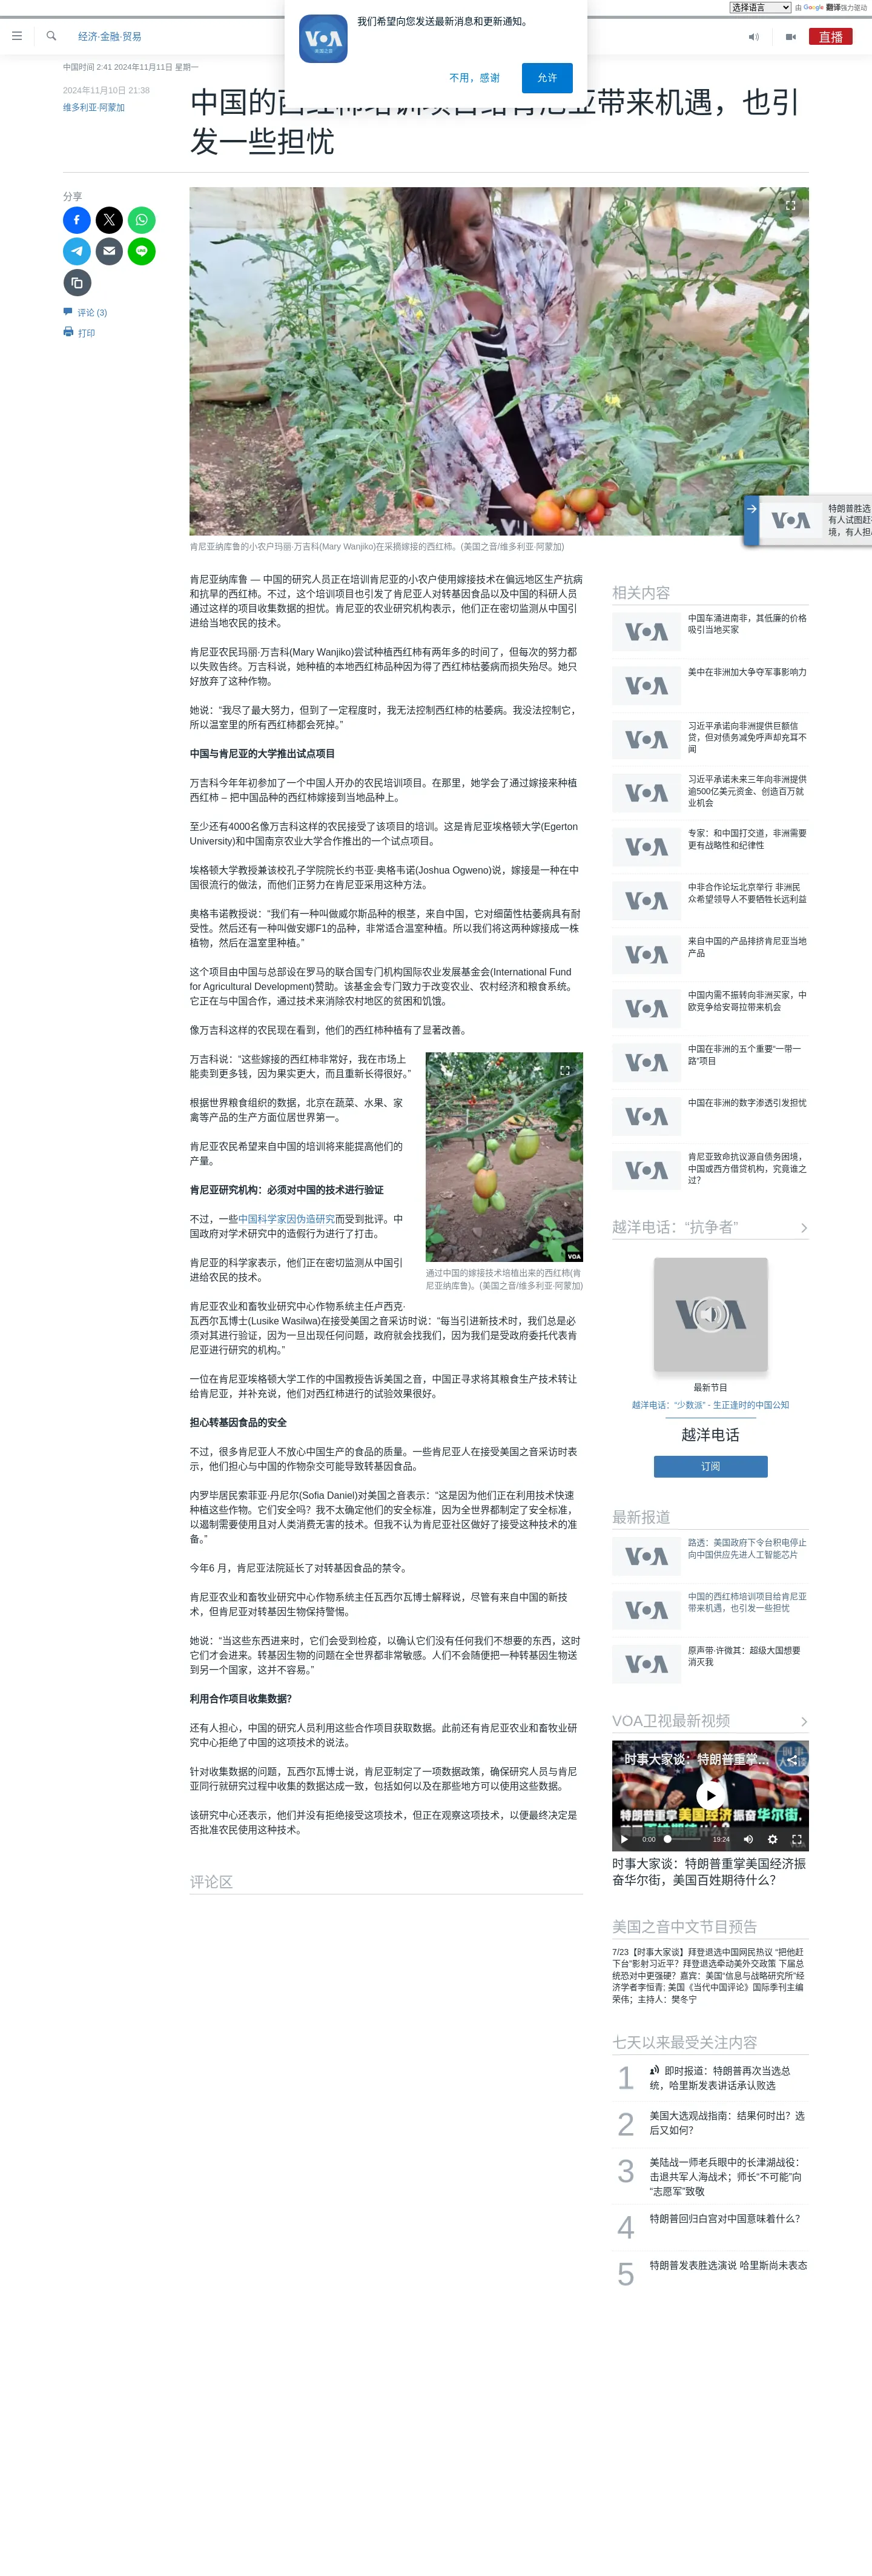 选择语言
由 Google 翻译强力驱动
我们希望向您发送最新消息和更新通知。
不用，感谢
允许
经济·金融·贸易
直播
中国时间 2:41 2024年11月11日 星期一
2024年11月10日 21:38
维多利亚·阿蒙加
中国的西红柿培训项目给肯尼亚带来机遇，也引
发一些担忧
分享
评论 (3)
打印
VOA
肯尼亚纳库鲁的小农户玛丽·万吉科(Mary Wanjiko)在采摘嫁接的西红柿。(美国之音/维多利亚·阿蒙加)
特朗普胜选
有人试图赶
境，有人担
肯尼亚纳库鲁 — 中国的研究人员正在培训肯尼亚的小农户使用嫁接技术在偏远地区生产抗病
和抗旱的西红柿。不过，这个培训项目也引发了肯尼亚人对转基因食品以及中国的科研人员
通过这样的项目收集数据的担忧。肯尼亚的农业研究机构表示，他们正在密切监测从中国引
进给当地农民的技术。
肯尼亚农民玛丽·万吉科(Mary Wanjiko)尝试种植西红柿有两年多的时间了，但每次的努力都
以失败告终。万吉科说，她种植的本地西红柿品种因为得了西红柿枯萎病而损失殆尽。她只
好放弃了这种作物。
她说：“我尽了最大努力，但到了一定程度时，我无法控制西红柿的枯萎病。我没法控制它，
所以温室里的所有西红柿都会死掉。”
中国与肯尼亚的大学推出试点项目
万吉科今年年初参加了一个中国人开办的农民培训项目。在那里，她学会了通过嫁接来种植
西红柿 – 把中国品种的西红柿嫁接到当地品种上。
至少还有4000名像万吉科这样的农民接受了该项目的培训。这是肯尼亚埃格顿大学(Egerton
University)和中国南京农业大学合作推出的一个试点项目。
埃格顿大学教授兼该校孔子学院院长约书亚·奥格韦诺(Joshua Ogweno)说，嫁接是一种在中
国很流行的做法，而他们正努力在肯尼亚采用这种方法。
奥格韦诺教授说：“我们有一种叫做威尔斯品种的根茎，来自中国，它对细菌性枯萎病具有耐
受性。然后还有一种叫做安娜F1的品种，非常适合温室种植。所以我们将这两种嫁接成一株
植物，然后在温室里种植。”
这个项目由中国与总部设在罗马的联合国专门机构国际农业发展基金会(International Fund
for Agricultural Development)赞助。该基金会专门致力于改变农业、农村经济和粮食系统。
它正在与中国合作，通过技术来消除农村地区的贫困和饥饿。
像万吉科这样的农民现在看到，他们的西红柿种植有了显著改善。
万吉科说：“这些嫁接的西红柿非常好，我在市场上
能卖到更多钱，因为果实更大，而且重新长得很好。”
根据世界粮食组织的数据，北京在蔬菜、水果、家
禽等产品的生产方面位居世界第一。
肯尼亚农民希望来自中国的培训将来能提高他们的
产量。
肯尼亚研究机构：必须对中国的技术进行验证
不过，一些中国科学家因伪造研究而受到批评。中
国政府对学术研究中的造假行为进行了打击。
肯尼亚的科学家表示，他们正在密切监测从中国引
进给农民的技术。
VOA
通过中国的嫁接技术培植出来的西红柿(肯
尼亚纳库鲁)。(美国之音/维多利亚·阿蒙加)
肯尼亚农业和畜牧业研究中心作物系统主任卢西克·
瓦西尔瓦博士(Lusike Wasilwa)在接受美国之音采访时说：“每当引进新技术时，我们总是必
须对其进行验证，因为一旦出现任何问题，政府就会找我们，因为我们是受政府委托代表肯
尼亚进行研究的机构。”
一位在肯尼亚埃格顿大学工作的中国教授告诉美国之音，中国正寻求将其粮食生产技术转让
给肯尼亚，并补充说，他们对西红柿进行的试验效果很好。
担心转基因食品的安全
不过，很多肯尼亚人不放心中国生产的食品的质量。一些肯尼亚人在接受美国之音采访时表
示，他们担心与中国的作物杂交可能导致转基因食品。
内罗毕居民索菲亚·丹尼尔(Sofia Daniel)对美国之音表示：“这是因为他们正在利用技术快速
种植这些作物。它们安全吗？我不太确定他们的安全标准，因为全世界都制定了安全标准，
以遏制需要使用且对人类消费无害的技术。但我不认为肯尼亚社区做好了接受这种技术的准
备。”
今年6 月，肯尼亚法院延长了对转基因食品的禁令。
肯尼亚农业和畜牧业研究中心作物系统主任瓦西尔瓦博士解释说，尽管有来自中国的新技
术，但肯尼亚对转基因生物保持警惕。
她说：“当这些东西进来时，它们会受到检疫，以确认它们没有任何我们不想要的东西，这时
它们才会进来。转基因生物的问题在全世界都非常敏感。人们不会随便把一种转基因生物送
到另一个国家，这并不容易。”
利用合作项目收集数据？
还有人担心，中国的研究人员利用这些合作项目获取数据。此前还有肯尼亚农业和畜牧业研
究中心拒绝了中国的这项技术的说法。
针对收集数据的问题，瓦西尔瓦博士说，肯尼亚制定了一项数据政策，确保研究人员与肯尼
亚同行就研究过程中收集的数据达成一致，包括如何以及在那些地方可以使用这些数据。
该研究中心还表示，他们并没有拒绝接受这项技术，但正在观察这项技术，以便最终决定是
否批准农民使用这种技术。
评论区
相关内容
中国车涌进南非，其低廉的价格
吸引当地买家
美中在非洲加大争夺军事影响力
习近平承诺向非洲提供巨额信
贷，但对债务减免呼声却充耳不
闻
习近平承诺未来三年向非洲提供
逾500亿美元资金、创造百万就
业机会
专家：和中国打交道，非洲需要
更有战略性和纪律性
中非合作论坛北京举行 非洲民
众希望领导人不要牺牲长远利益
来自中国的产品排挤肯尼亚当地
产品
中国内需不振转向非洲买家，中
欧竞争给安哥拉带来机会
中国在非洲的五个重要“一带一
路”项目
中国在非洲的数字渗透引发担忧
肯尼亚致命抗议源自债务困境，
中国或西方借贷机构，究竟谁之
过？
越洋电话：“抗争者”
最新节目
越洋电话：“少数派” - 生正逢时的中国公知
越洋电话
订阅
最新报道
路透：美国政府下令台积电停止
向中国供应先进人工智能芯片
中国的西红柿培训项目给肯尼亚
带来机遇，也引发一些担忧
原声带·许微其：超级大国想要
消灭我
VOA卫视最新视频
时事大家谈：特朗普重掌…
特朗普重掌美国经济振奋华尔街，
0:00
19:24
时事大家谈：特朗普重掌美国经济振
奋华尔街，美国百姓期待什么？
美国之音中文节目预告
7/23【时事大家谈】拜登退选中国网民热议 “把他赶
下台”影射习近平？拜登退选牵动美外交政策 下届总
统恐对中更强硬？嘉宾：美国“信息与战略研究所”经
济学者李恒青; 美国《当代中国评论》国际季刊主编
荣伟；主持人：樊冬宁
七天以来最受关注内容
1
即时报道：特朗普再次当选总
统，哈里斯发表讲话承认败选
2
美国大选观战指南：结果何时出？选
后又如何？
3
美陆战一师老兵眼中的长津湖战役：
击退共军人海战术；师长“不可能”向
“志愿军”致敬
4
特朗普回归白宫对中国意味着什么？
5
特朗普发表胜选演说 哈里斯尚未表态